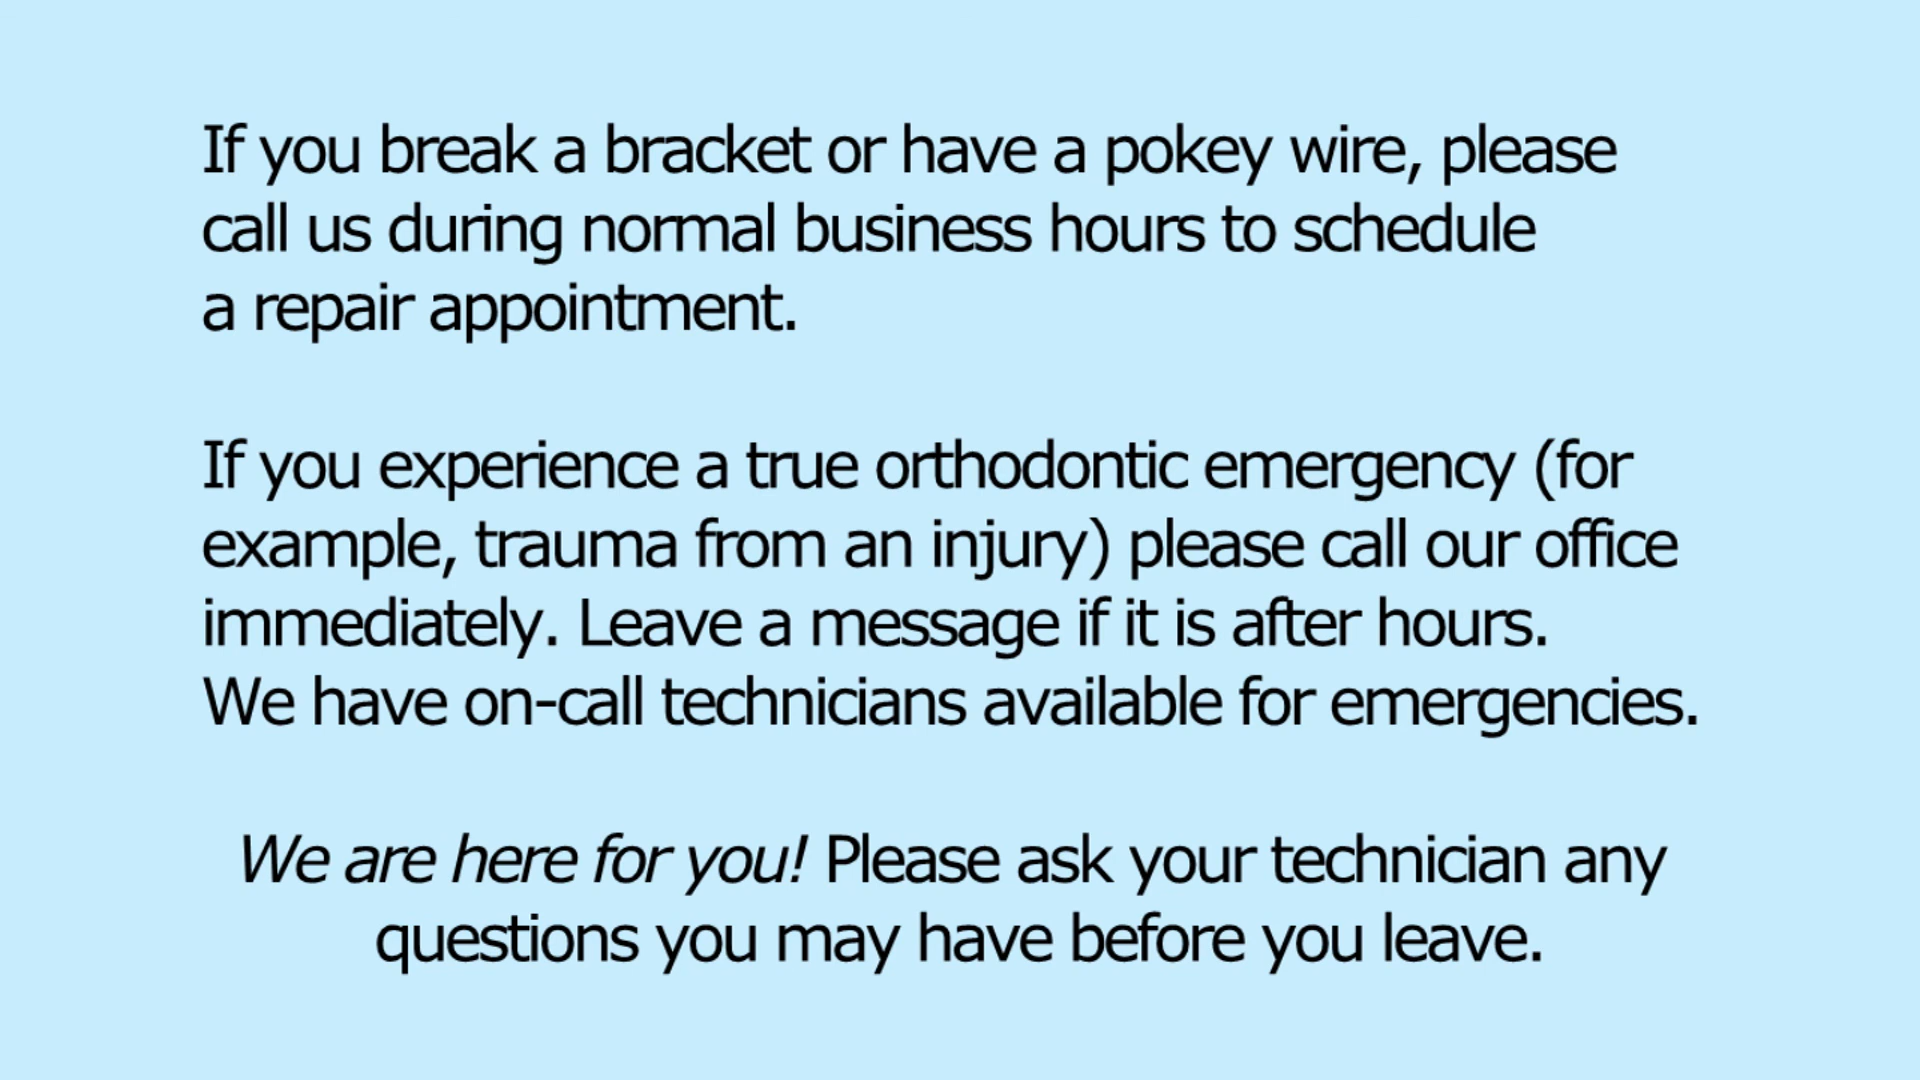 If you break a bracket or have a pokey wire, please
call us during normal business hours to schedule
a repair appointment.
If you experience a true orthodontic emergency (for
example, trauma from an injury) please call our office
immediately. Leave a message if it is after hours.
We have on-call technicians available for emergencies.
We are here for you! Please ask your technician any
questions you may have before you leave.